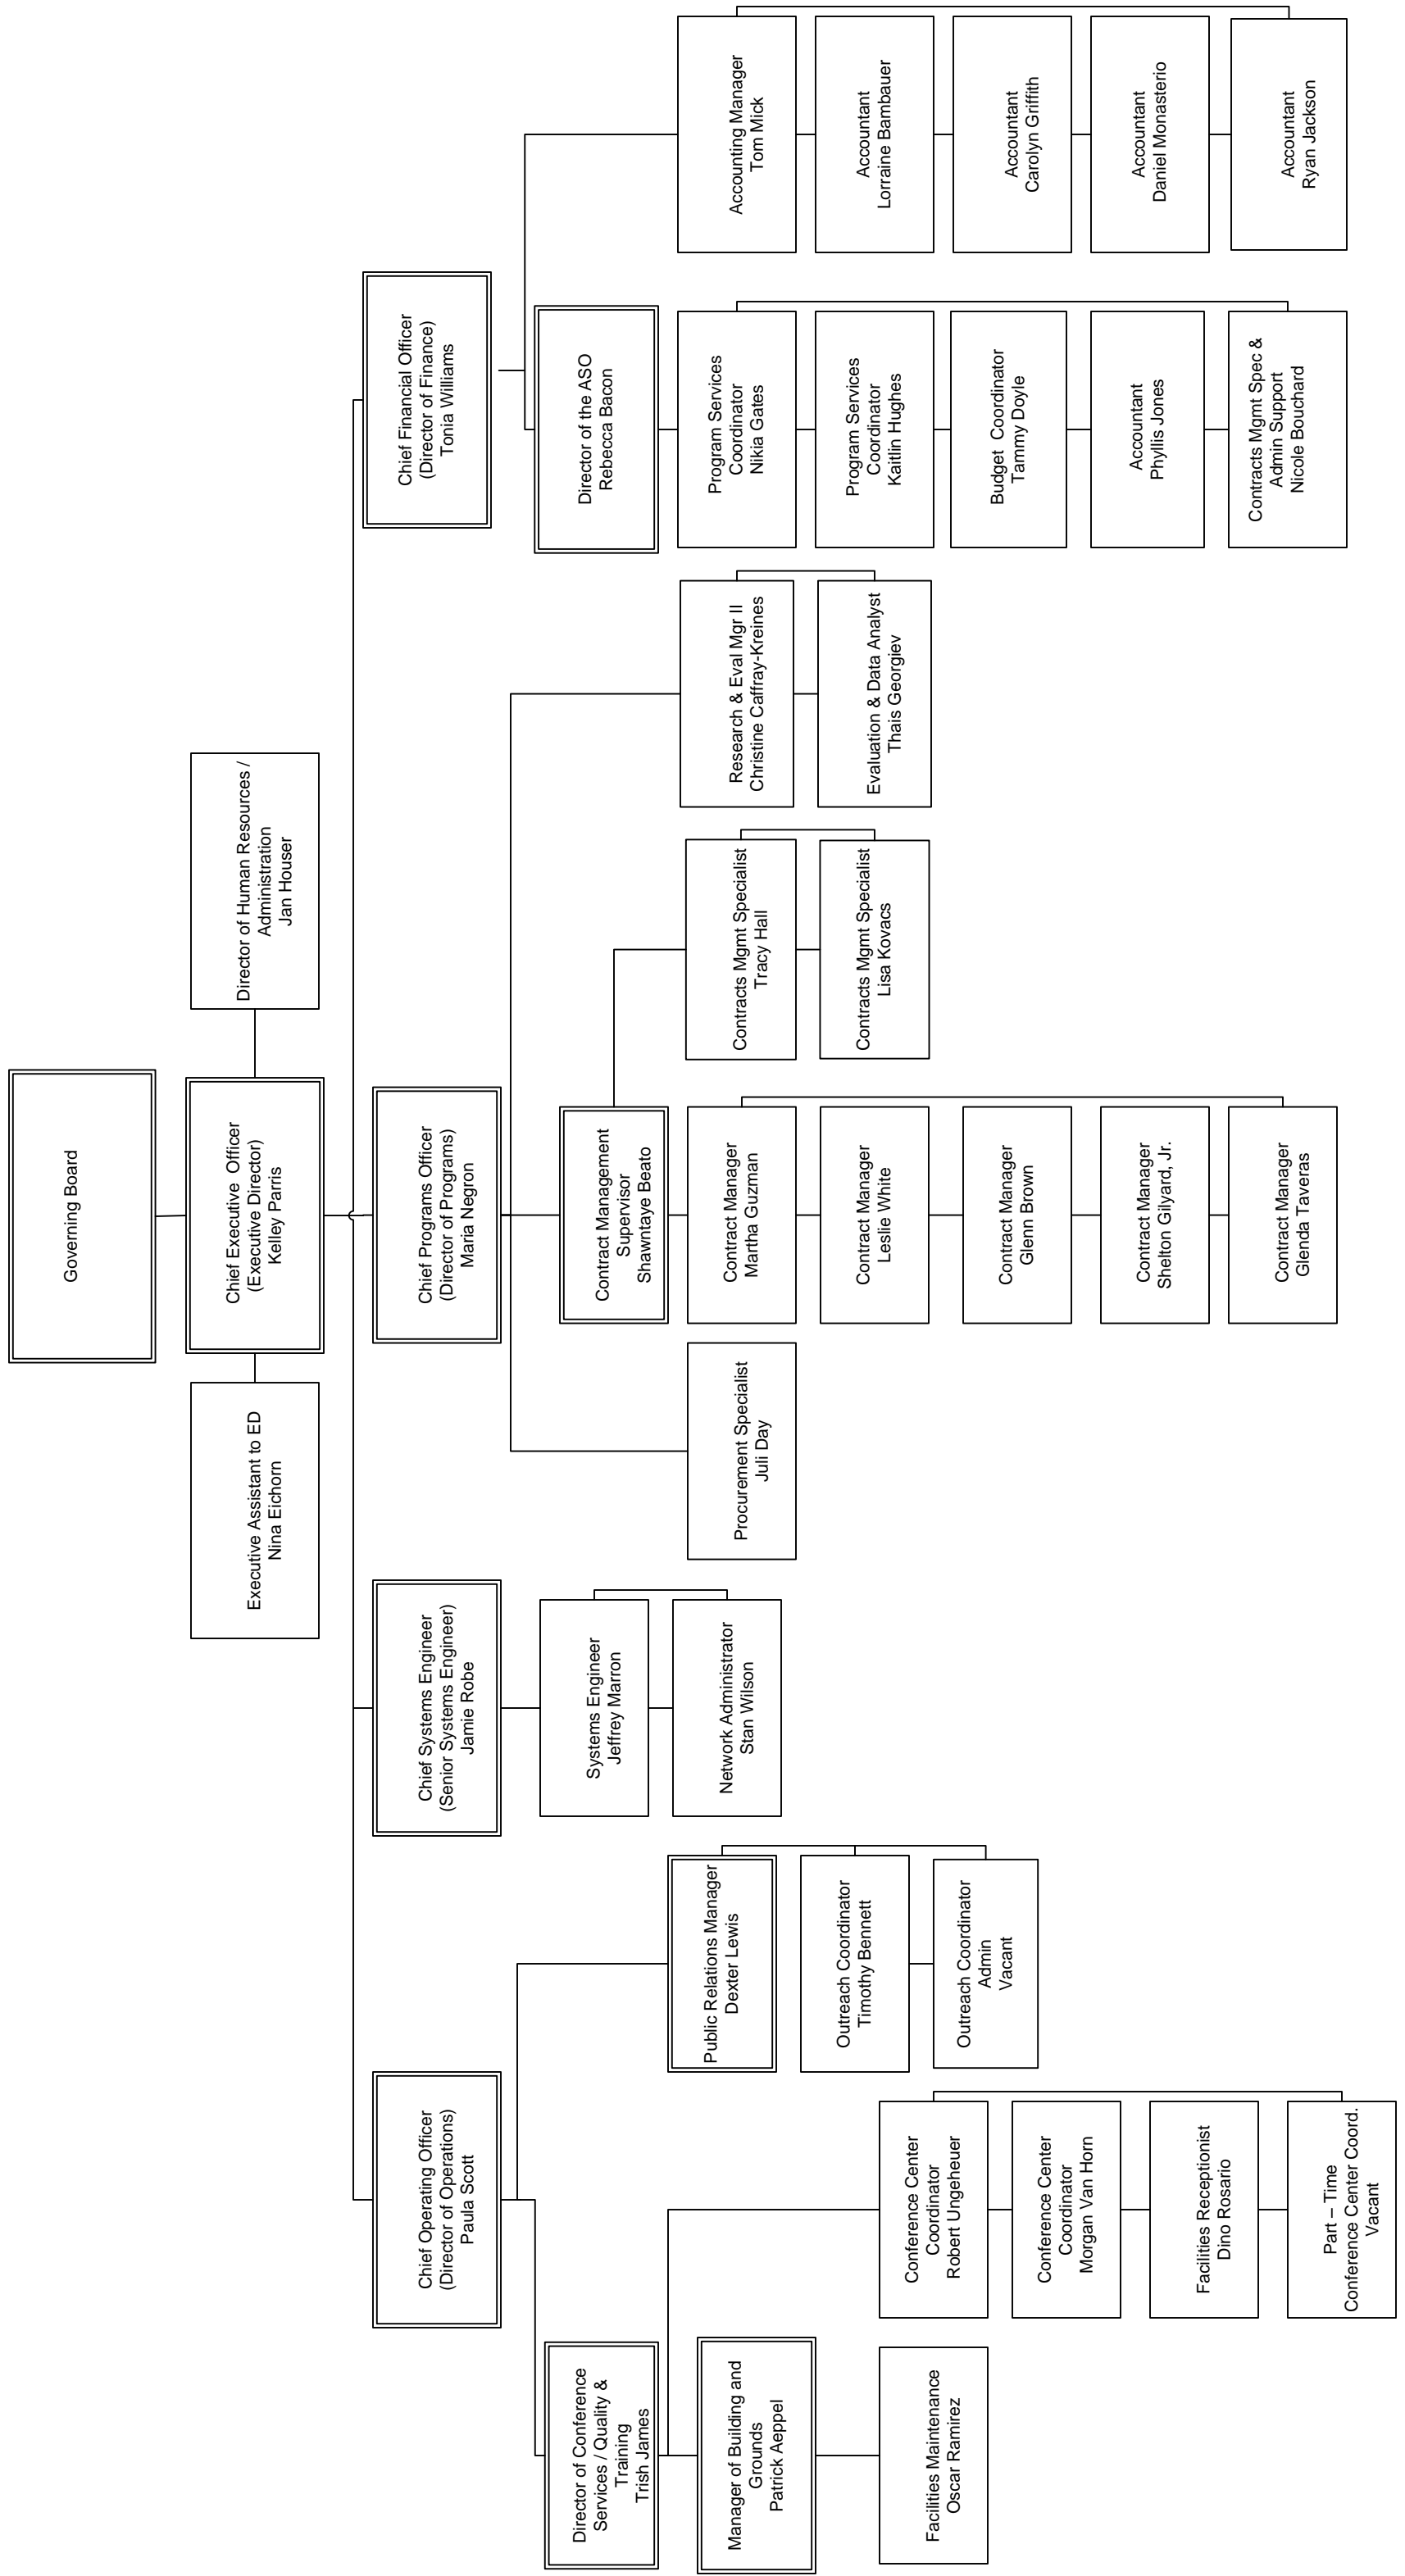 Governing Board
Executive Assistant to ED
Nina Eichorn
Chief Executive Officer
(Executive Director)
Kelley Parris
Director of Human Resources /
Administration
Jan Houser
Chief Operating Officer
(Director of Operations)
Paula Scott
Chief Systems Engineer
(Senior Systems Engineer)
Jamie Robe
Chief Programs Officer
(Director of Programs)
Maria Negron
Chief Financial Officer
(Director of Finance)
Tonia Williams
Director of Conference
Services / Quality &
Training
Trish James
Manager of Building and
Grounds
Patrick Aeppel
Facilities Maintenance
Oscar Ramirez
Conference Center
Coordinator
Robert Ungeheuer
Conference Center
Coordinator
Morgan Van Horn
Facilities Receptionist
Dino Rosario
Part – Time
Conference Center Coord.
Vacant
Public Relations Manager
Dexter Lewis
Outreach Coordinator
Timothy Bennett
Outreach Coordinator
Admin
Vacant
Systems Engineer
Jeffrey Marron
Network Administrator
Stan Wilson
Procurement Specialist
Juli Day
Contract Management
Supervisor
Shawntaye Beato
Contract Manager
Martha Guzman
Contract Manager
Leslie White
Contract Manager
Glenn Brown
Contract Manager
Shelton Gilyard, Jr.
Contract Manager
Glenda Taveras
Contracts Mgmt Specialist
Tracy Hall
Contracts Mgmt Specialist
Lisa Kovacs
Research & Eval Mgr II
Christine Caffray-Kreines
Evaluation & Data Analyst
Thais Georgiev
Director of the ASO
Rebecca Bacon
Program Services
Coordinator
Nikia Gates
Program Services
Coordinator
Kaitlin Hughes
Budget  Coordinator
Tammy Doyle
Accountant
Phyllis Jones
Contracts Mgmt Spec &
Admin Support
Nicole Bouchard
Accounting Manager
Tom Mick
Accountant
Lorraine Bambauer
Accountant
Carolyn Griffith
Accountant
Daniel Monasterio
Accountant
Ryan Jackson